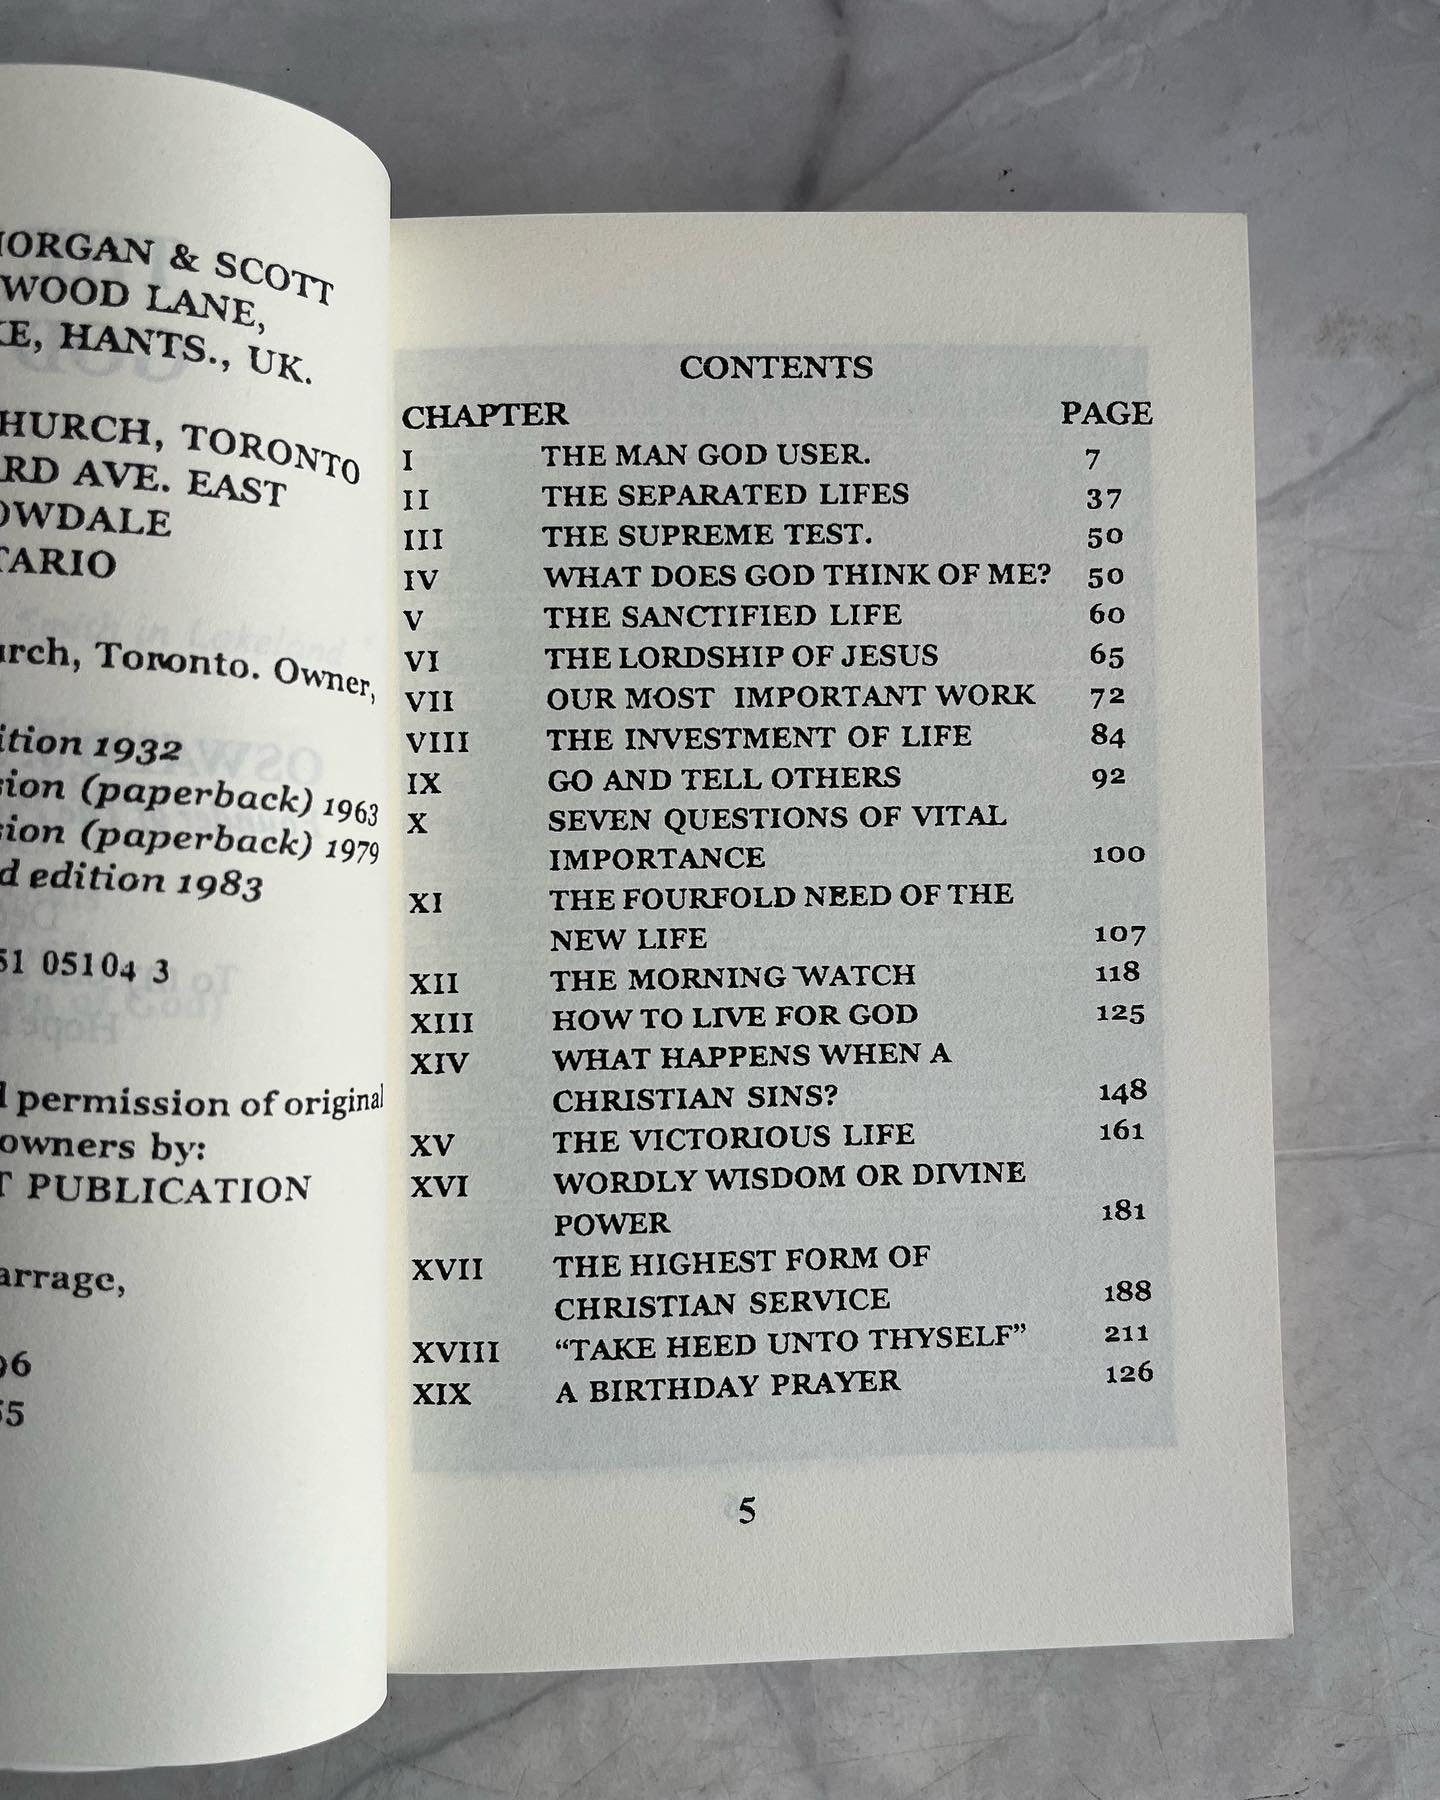 MORGAN & SCOTT
WOOD LANE,
KE, HANTS., UK.
HURCH, TORONTO
RD AVE. EAST
OWDALE
TARIO
urch, Toronto. Owner,
ition 1932
sion (paperback) 1963
sion (paperback) 1979
d edition 1983
51 05104 3
l permission of original
owners by:
T PUBLICATION
arrage,
96
55
CONTENTS
CHAPTER PAGE
I THE MAN GOD USER. 7
II THE SEPARATED LIFES 37
III THE SUPREME TEST. 50
IV WHAT DOES GOD THINK OF ME? 50
V THE SANCTIFIED LIFE 60
VI THE LORDSHIP OF JESUS 65
VII OUR MOST IMPORTANT WORK 72
VIII THE INVESTMENT OF LIFE 84
IX GO AND TELL OTHERS 92
X SEVEN QUESTIONS OF VITAL
IMPORTANCE 100
XI THE FOURFOLD NEED OF THE
NEW LIFE 107
XII THE MORNING WATCH 118
XIII HOW TO LIVE FOR GOD 125
XIV WHAT HAPPENS WHEN A
CHRISTIAN SINS? 148
XV THE VICTORIOUS LIFE 161
XVI WORDLY WISDOM OR DIVINE
POWER 181
XVII THE HIGHEST FORM OF
CHRISTIAN SERVICE 188
XVIII “TAKE HEED UNTO THYSELF” 211
XIX A BIRTHDAY PRAYER 126
5